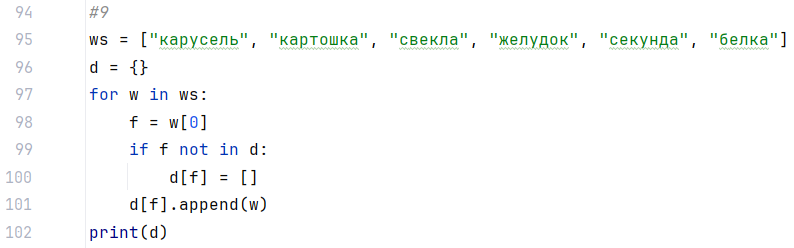 94 #9
95 ws = ["карусель", "картошка", "свекла", "желудок", "секунда", "белка"]
96 d = {}
97 for w in ws:
98     f = w[0]
99     if f not in d:
100         d[f] = []
101     d[f].append(w)
102 print(d)